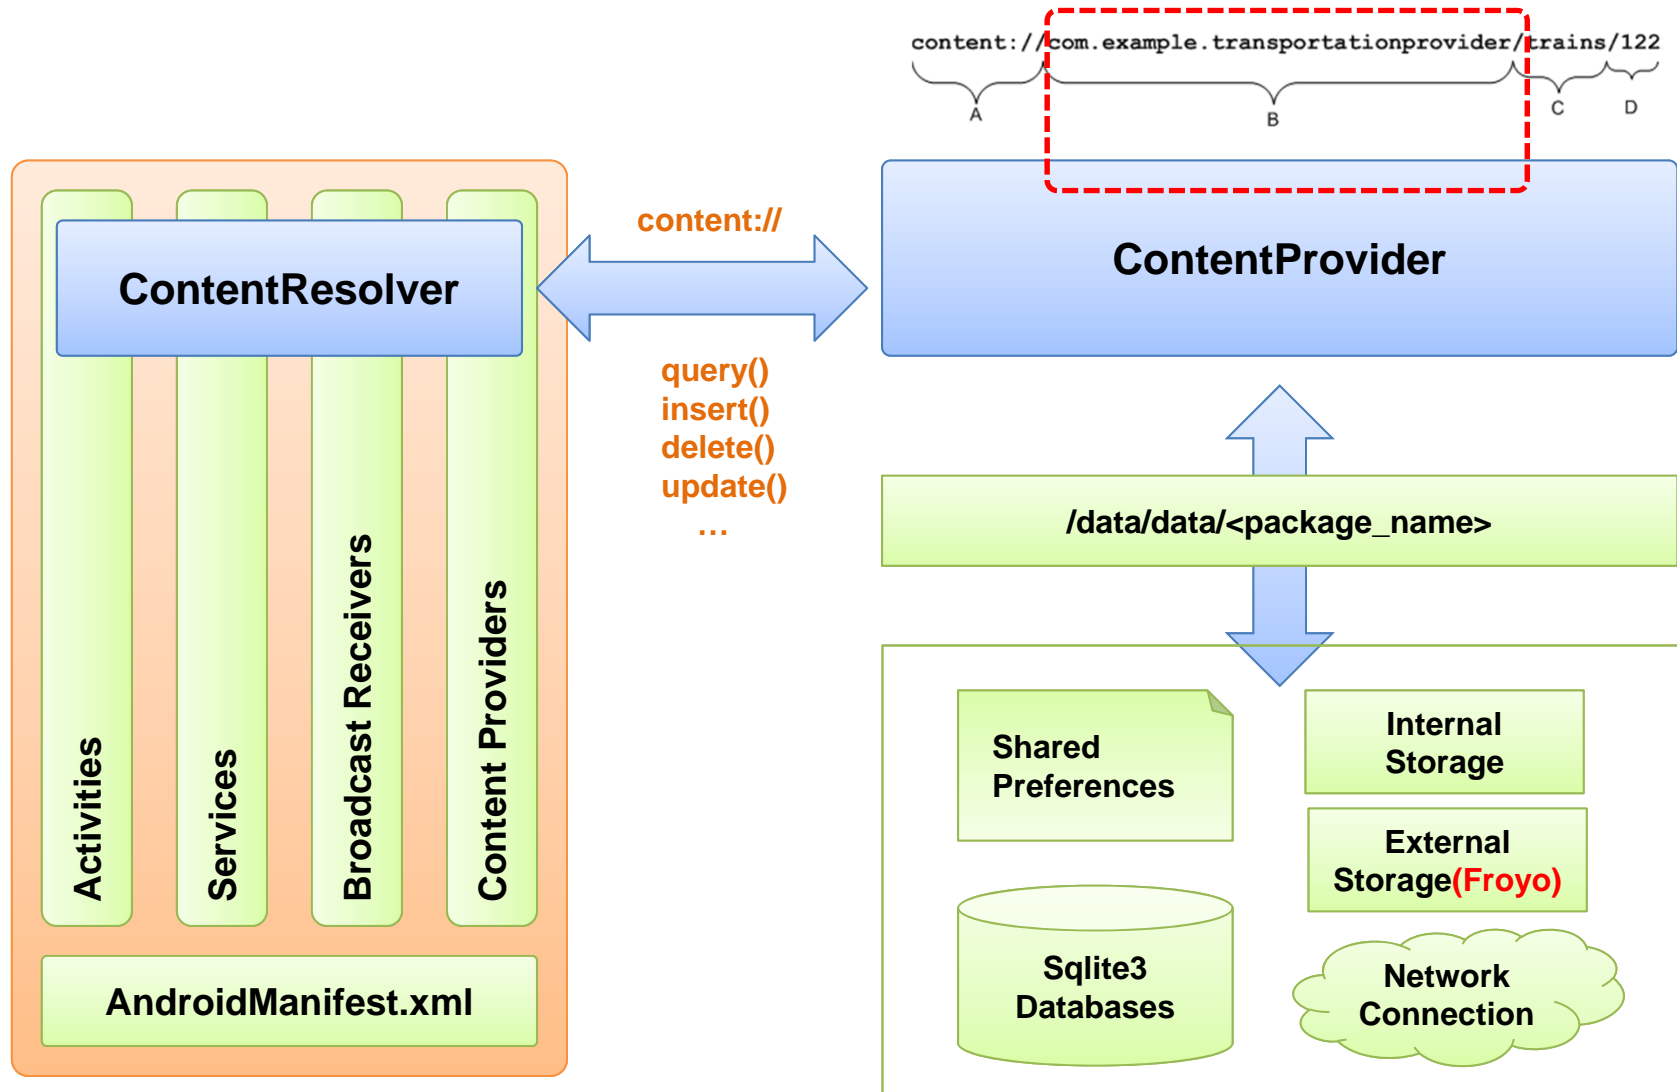 content://com.example.transportationprovider/trains/122
A
B
C
D
ContentResolver
Activities
Services
Broadcast Receivers
Content Providers
AndroidManifest.xml
content://
query()
insert()
delete()
update()
...
ContentProvider
/data/data/<package_name>
Shared
Preferences
Internal
Storage
External
Storage(Froyo)
Sqlite3
Databases
Network
Connection